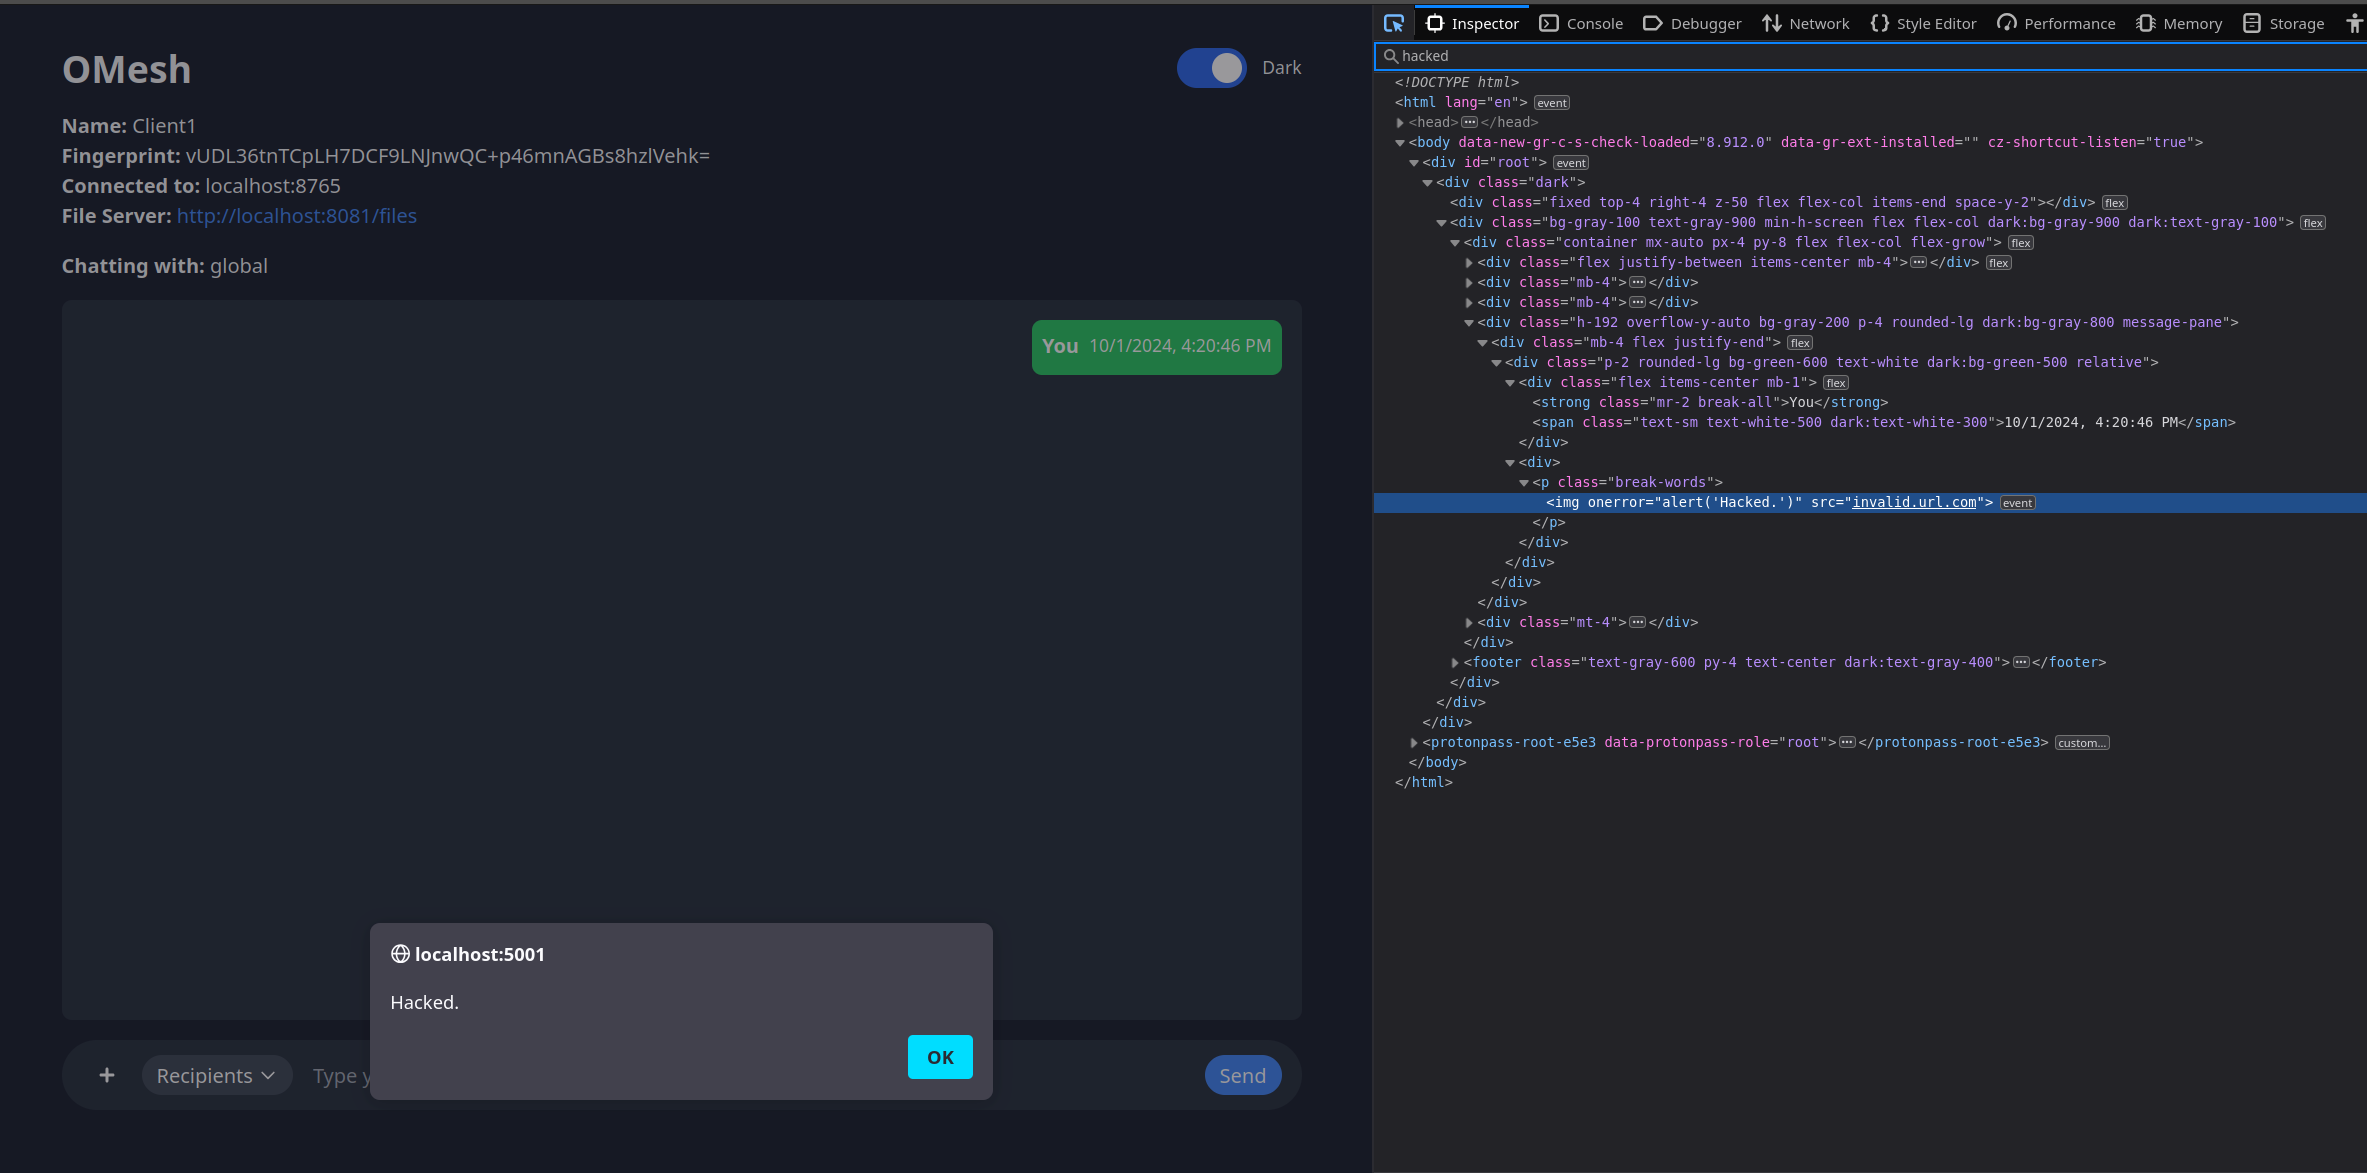 OMesh
Dark
Name: Client1
Fingerprint: vUDL36tnTCpLH7DCF9LNJnwQC+p46mnAGBs8hzlVehk=
Connected to: localhost:8765
File Server: http://localhost:8081/files
Chatting with: global
You 10/1/2024, 4:20:46 PM
localhost:5001
Hacked.
OK
+ Recipients Type y
Send
Inspector Console Debugger Network Style Editor Performance Memory Storage
hacked
<!DOCTYPE html>
<html lang="en"> event
<head>···</head>
<body data-new-gr-c-s-check-loaded="8.912.0" data-gr-ext-installed="" cz-shortcut-listen="true">
<div id="root"> event
<div class="dark">
<div class="fixed top-4 right-4 z-50 flex flex-col items-end space-y-2"></div> flex
<div class="bg-gray-100 text-gray-900 min-h-screen flex flex-col dark:bg-gray-900 dark:text-gray-100"> flex
<div class="container mx-auto px-4 py-8 flex flex-col flex-grow"> flex
<div class="flex justify-between items-center mb-4">···</div> flex
<div class="mb-4">···</div>
<div class="mb-4">···</div>
<div class="h-192 overflow-y-auto bg-gray-200 p-4 rounded-lg dark:bg-gray-800 message-pane">
<div class="mb-4 flex justify-end"> flex
<div class="p-2 rounded-lg bg-green-600 text-white dark:bg-green-500 relative">
<div class="flex items-center mb-1"> flex
<strong class="mr-2 break-all">You</strong>
<span class="text-sm text-white-500 dark:text-white-300">10/1/2024, 4:20:46 PM</span>
</div>
<div>
<p class="break-words">
<img onerror="alert('Hacked.')" src="invalid.url.com"> event
</p>
</div>
</div>
</div>
</div>
<div class="mt-4">···</div>
</div>
<footer class="text-gray-600 py-4 text-center dark:text-gray-400">···</footer>
</div>
</div>
</div>
<protonpass-root-e5e3 data-protonpass-role="root">···</protonpass-root-e5e3> custom…
</body>
</html>